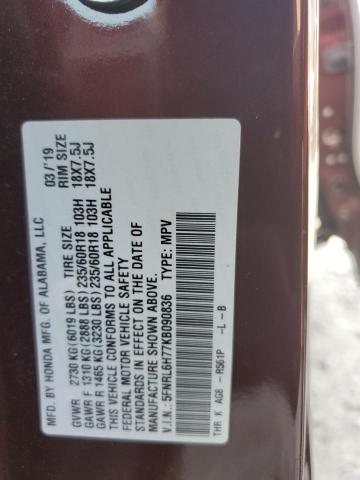 MFD. BY HONDA MFG. OF ALABAMA, LLC 03 / '19
TIRE SIZE RIM SIZE
GVWR 2730 KG (6019 LBS)
GAWR F 1310 KG (2888 LBS) 235/60R18 103H 18X7.5J
GAWR R 1465 KG (3230 LBS) 235/60R18 103H 18X7.5J
THIS VEHICLE CONFORMS TO ALL APPLICABLE
FEDERAL MOTOR VEHICLE SAFETY
STANDARDS IN EFFECT ON THE DATE OF
MANUFACTURE SHOWN ABOVE.
V.I.N.: 5FNRL6H77KB090836 TYPE: MPV
THR K AG8 - R561P - L - B